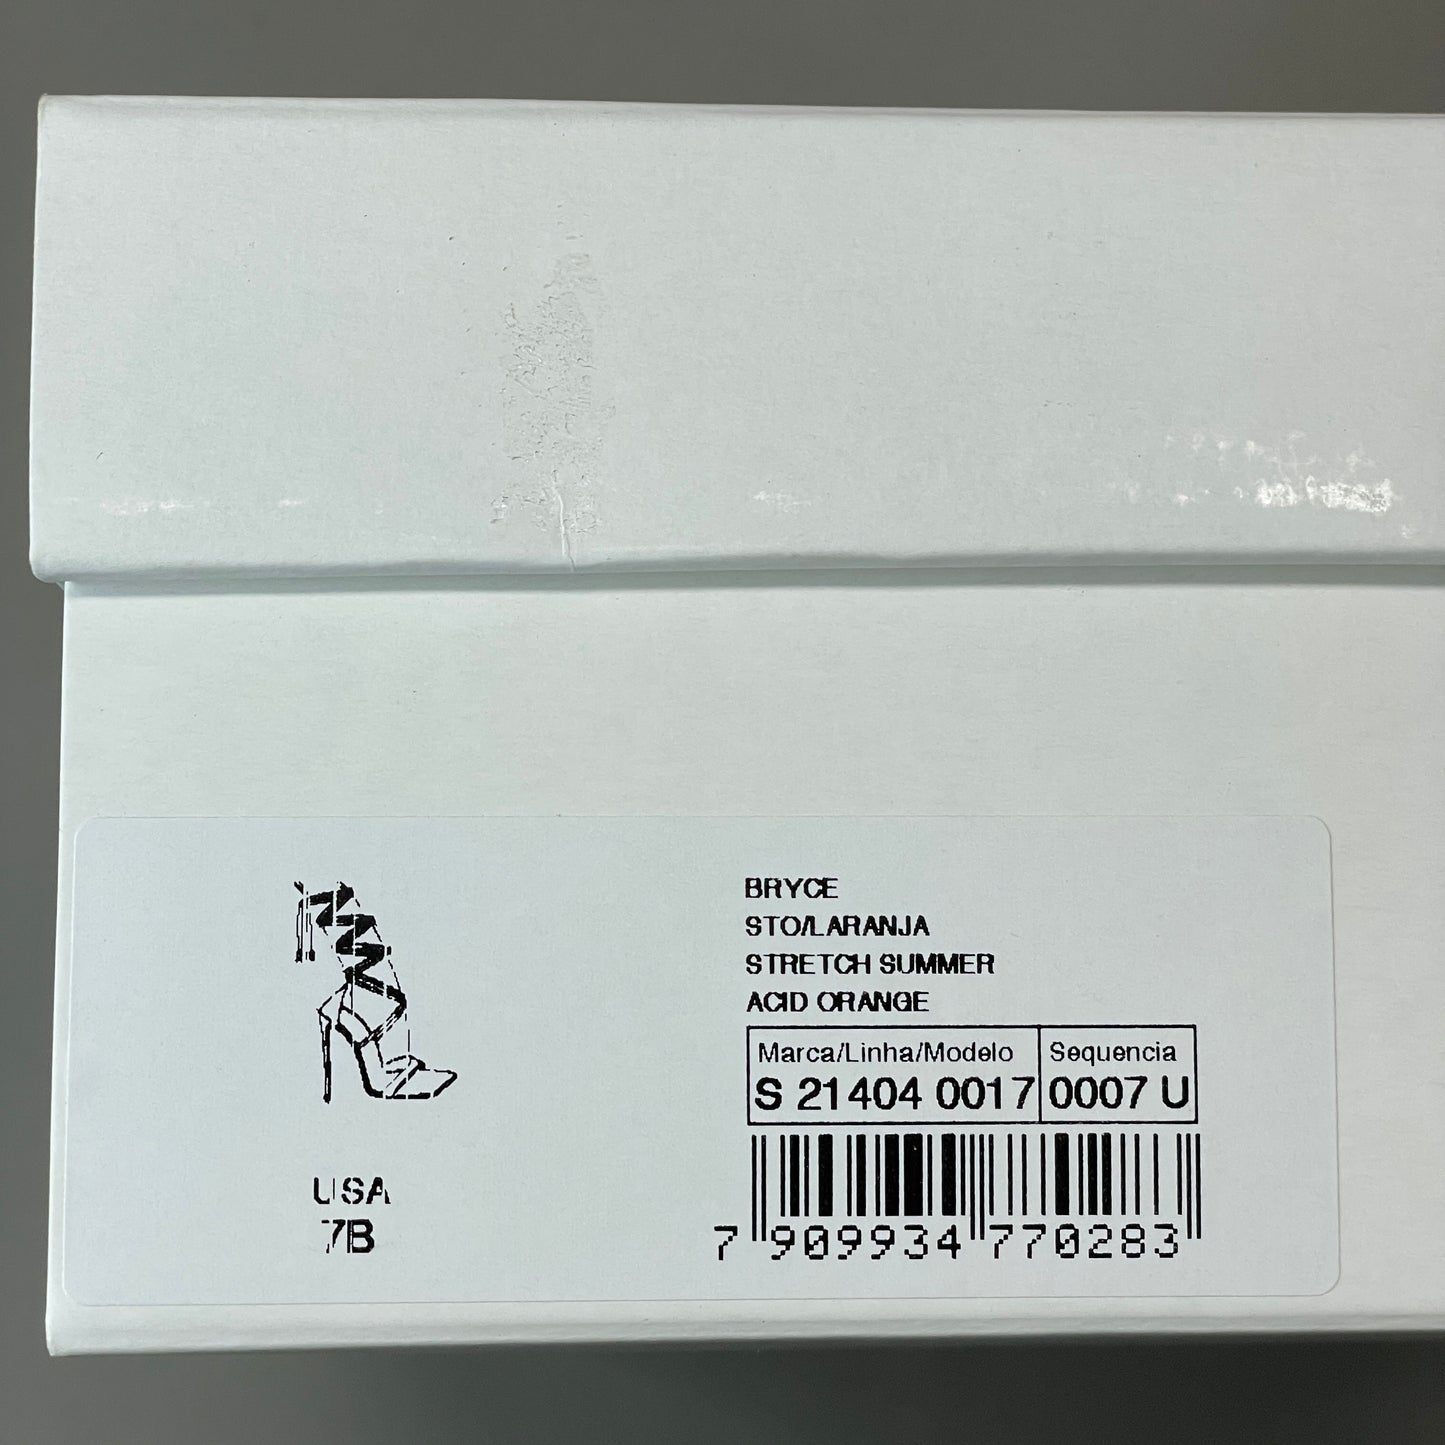 BRYCE
STO/LARANJA
STRETCH SUMMER
ACID ORANGE
Marca/Linha/Modelo Sequencia
S 21404 0017 0007 U
7 909934 770283
USA
7B